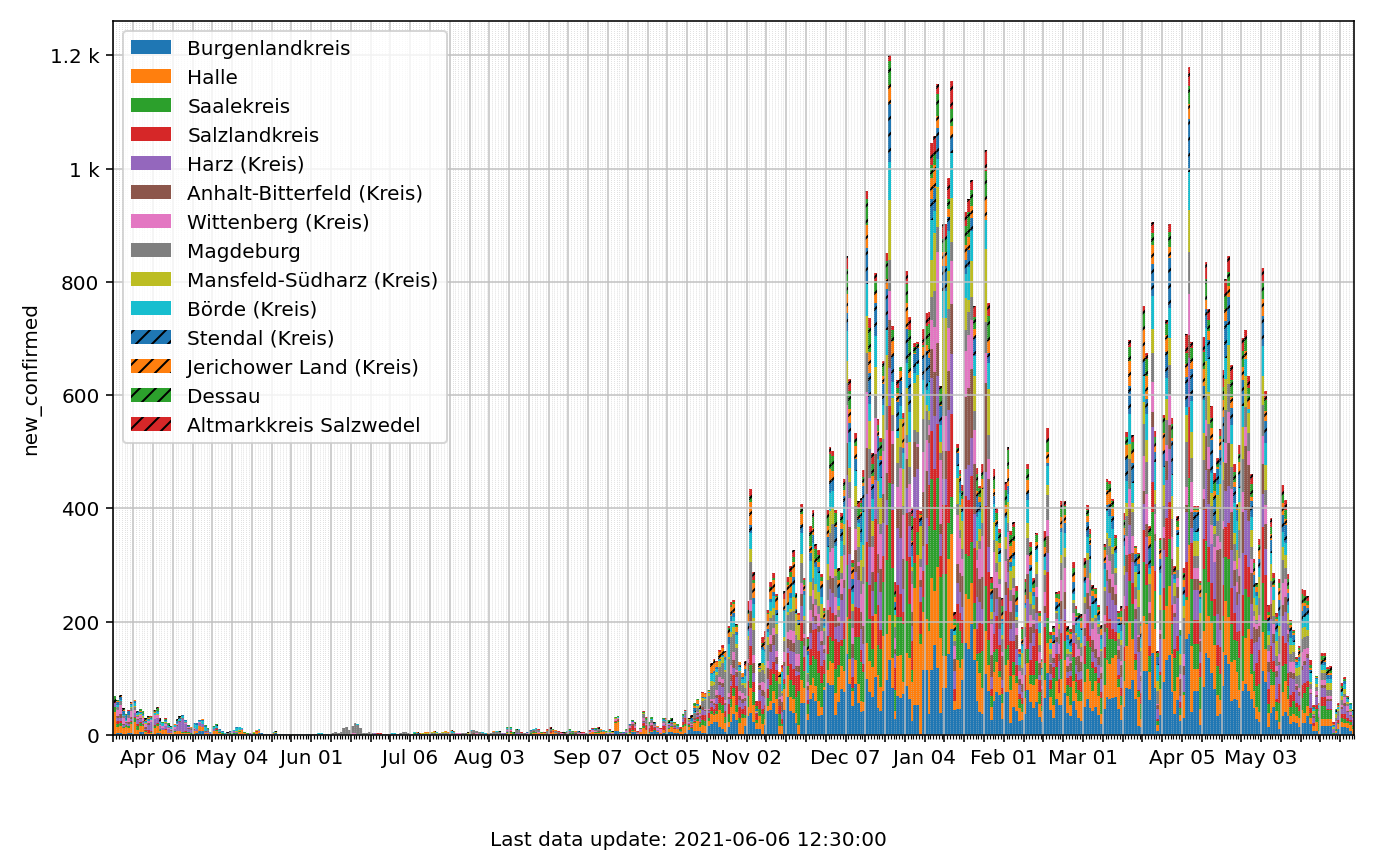 new_confirmed
1.2 k
1 k
800
600
400
200
0
Burgenlandkreis
Halle
Saalekreis
Salzlandkreis
Harz (Kreis)
Anhalt-Bitterfeld (Kreis)
Wittenberg (Kreis)
Magdeburg
Mansfeld-Südharz (Kreis)
Börde (Kreis)
Stendal (Kreis)
Jerichower Land (Kreis)
Dessau
Altmarkkreis Salzwedel
Apr 06 May 04 Jun 01 Jul 06 Aug 03 Sep 07 Oct 05 Nov 02 Dec 07 Jan 04 Feb 01 Mar 01 Apr 05 May 03
Last data update: 2021-06-06 12:30:00